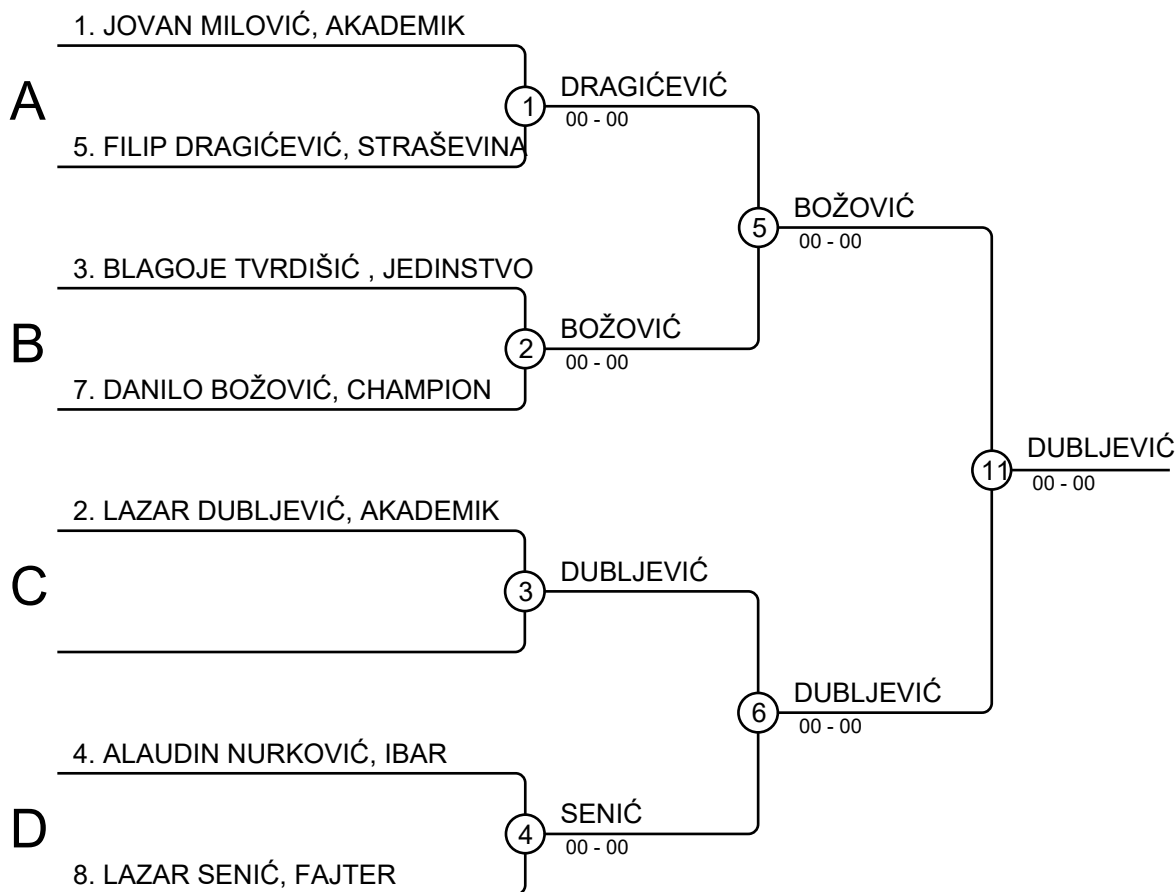 1. JOVAN MILOVIĆ, AKADEMIK
A
1
DRAGIĆEVIĆ
00 - 00
5. FILIP DRAGIĆEVIĆ, STRAŠEVINA
5
BOŽOVIĆ
00 - 00
3. BLAGOJE TVRDIŠIĆ , JEDINSTVO
B
2
BOŽOVIĆ
00 - 00
7. DANILO BOŽOVIĆ, CHAMPION
11
DUBLJEVIĆ
00 - 00
2. LAZAR DUBLJEVIĆ, AKADEMIK
C
3
DUBLJEVIĆ
6
DUBLJEVIĆ
00 - 00
4. ALAUDIN NURKOVIĆ, IBAR
D
4
SENIĆ
00 - 00
8. LAZAR SENIĆ, FAJTER